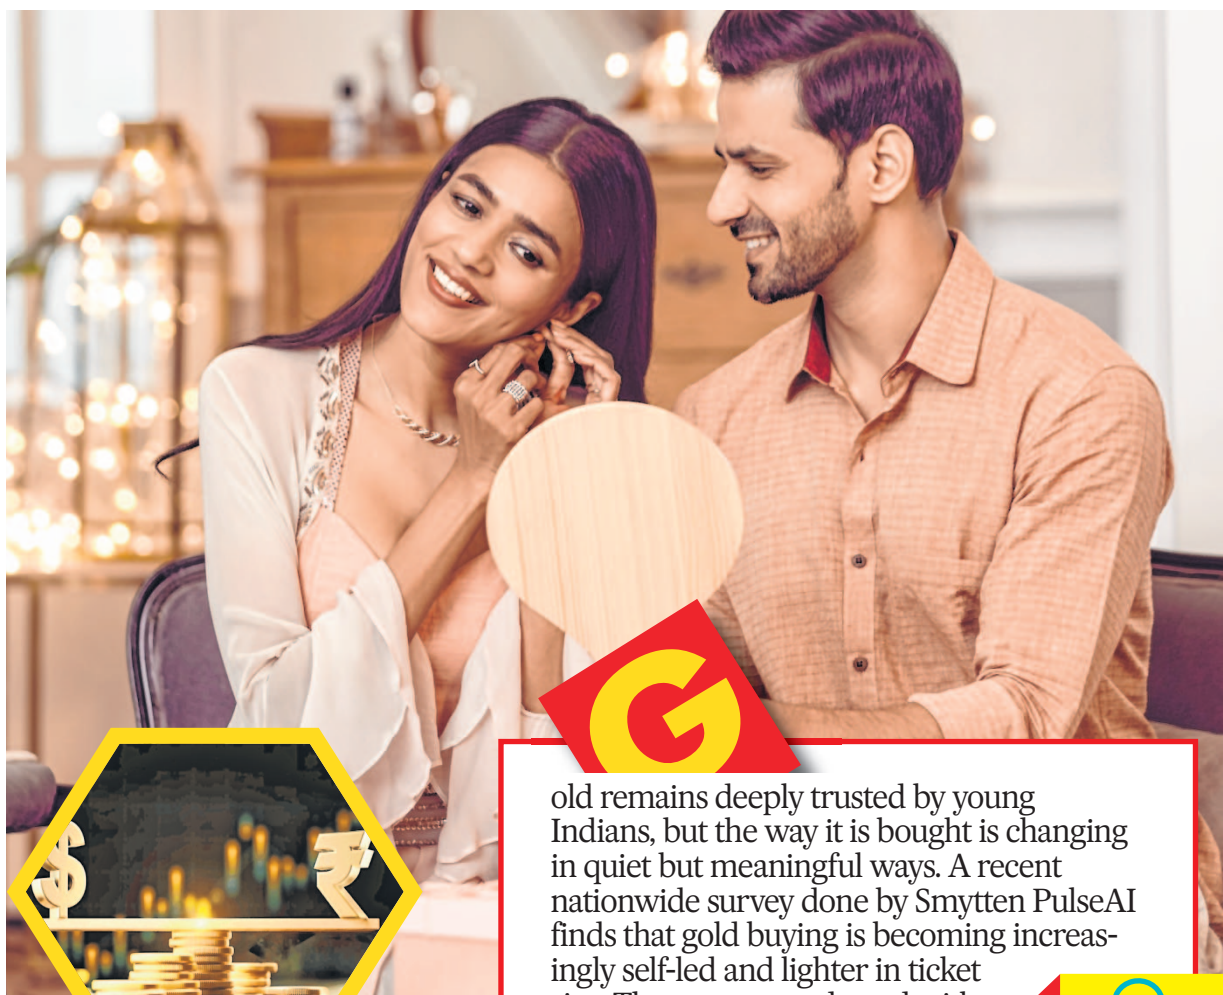 $ ₹
G
old remains deeply trusted by young
Indians, but the way it is bought is changing
in quiet but meaningful ways. A recent
nationwide survey done by Smytten PulseAI
finds that gold buying is becoming increas-
ingly self-led and lighter in ticket